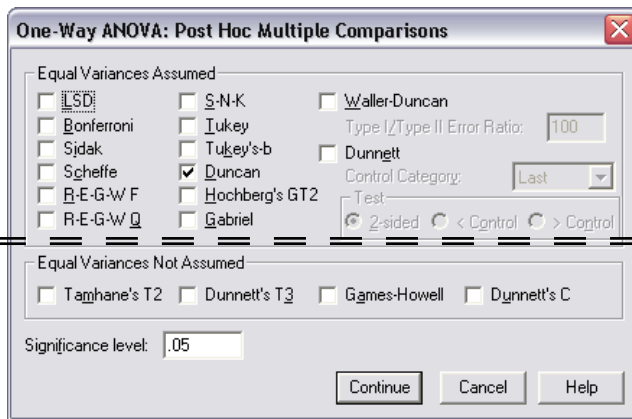 One-Way ANOVA: Post Hoc Multiple Comparisons
Equal Variances Assumed
LSD S-N-K Waller-Duncan
Bonferroni Tukey Type I/Type II Error Ratio: 100
Sidak Tukey's-b Dunnett
Scheffe Duncan Control Category: Last
R-E-G-W F Hochberg's GT2 Test
R-E-G-W Q Gabriel 2-sided < Control > Control
Equal Variances Not Assumed
Tamhane's T2 Dunnett's T3 Games-Howell Dunnett's C
Significance level: .05
Continue Cancel Help